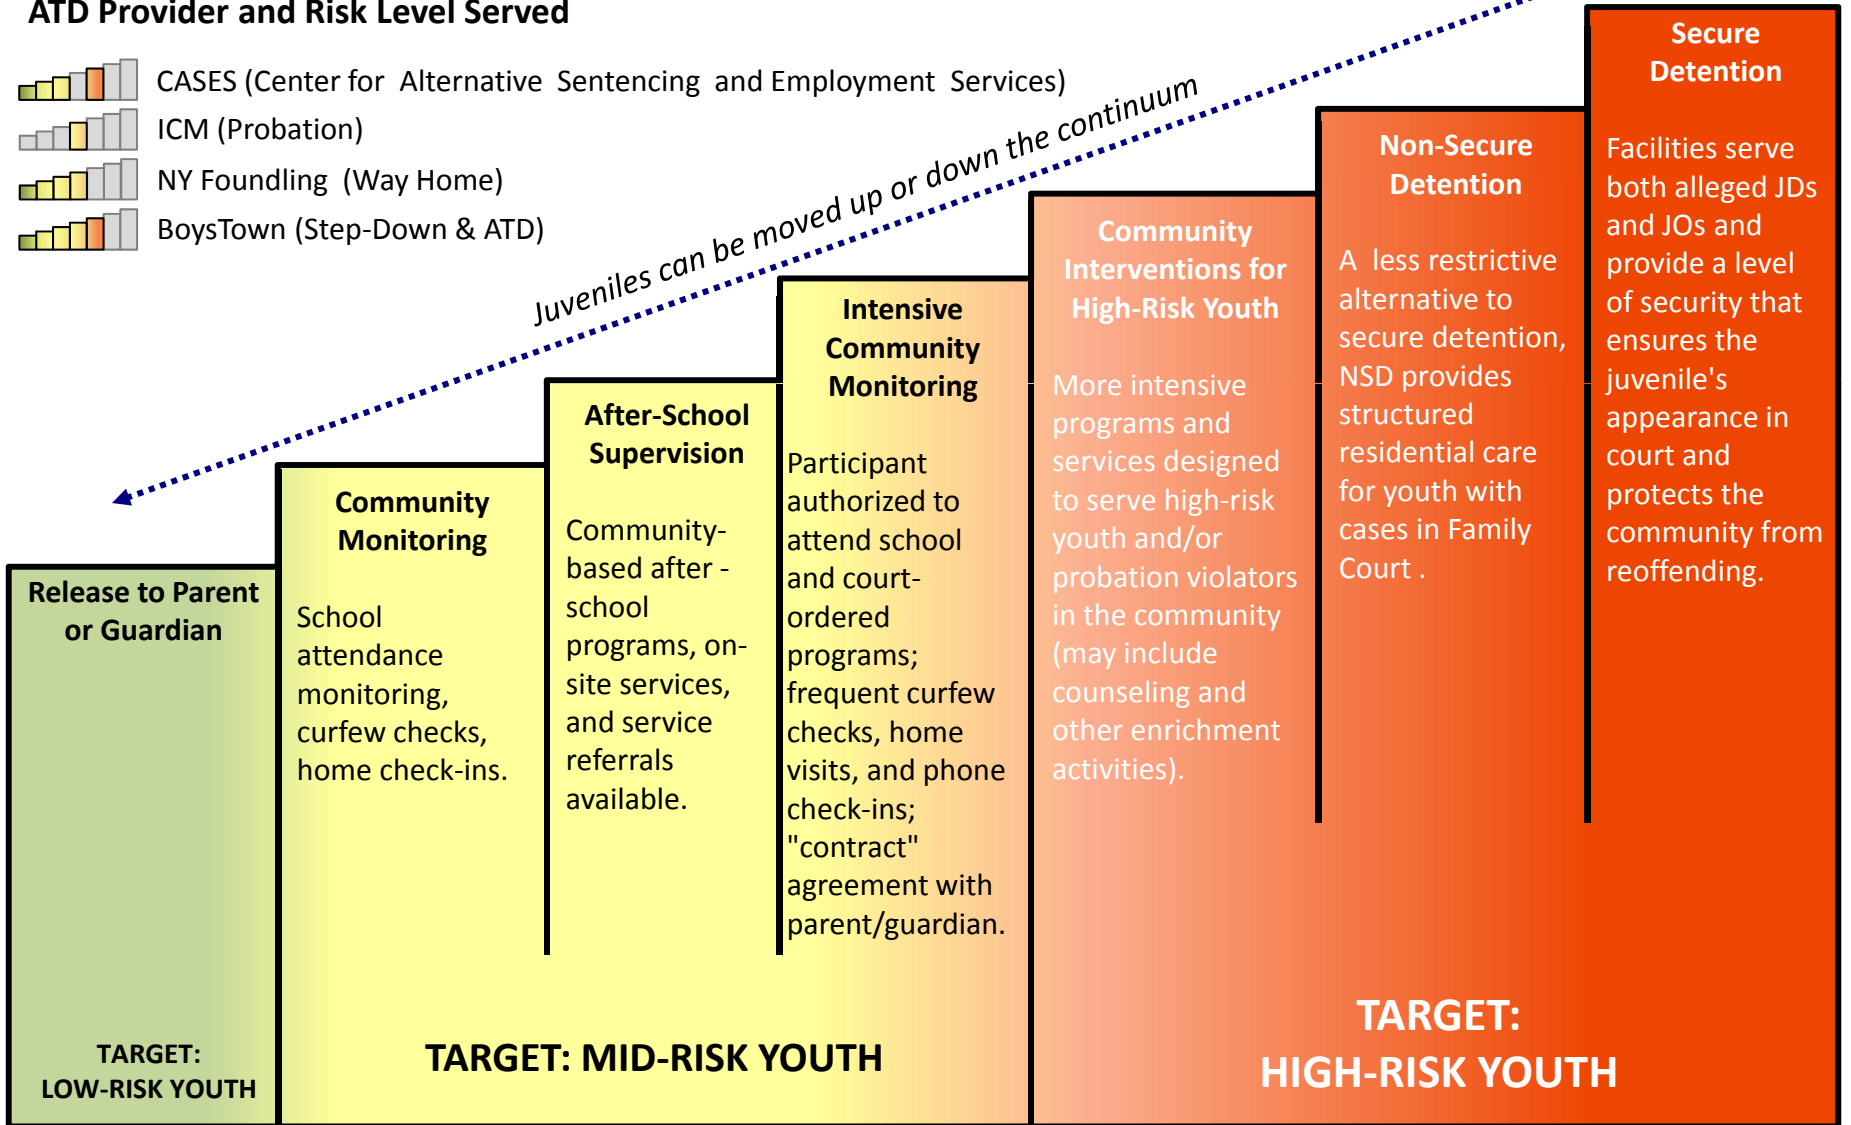 ATD Provider and Risk Level Served
CASES (Center for Alternative Sentencing and Employment Services)
ICM (Probation)
NY Foundling (Way Home)
BoysTown (Step-Down & ATD)
Juveniles can be moved up or down the continuum
Release to Parent
or Guardian
TARGET:
LOW-RISK YOUTH
Community
Monitoring
School
attendance
monitoring,
curfew checks,
home check-ins.
After-School
Supervision
Community-
based after -
school
programs, on-
site services,
and service
referrals
available.
Intensive
Community
Monitoring
Participant
authorized to
attend school
and court-
ordered
programs;
frequent curfew
checks, home
visits, and phone
check-ins;
"contract"
agreement with
parent/guardian.
TARGET: MID-RISK YOUTH
Community
Interventions for
High-Risk Youth
More intensive
programs and
services designed
to serve high-risk
youth and/or
probation violators
in the community
(may include
counseling and
other enrichment
activities).
Non-Secure
Detention
A less restrictive
alternative to
secure detention,
NSD provides
structured
residential care
for youth with
cases in Family
Court .
Secure
Detention
Facilities serve
both alleged JDs
and JOs and
provide a level
of security that
ensures the
juvenile's
appearance in
court and
protects the
community from
reoffending.
TARGET:
HIGH-RISK YOUTH